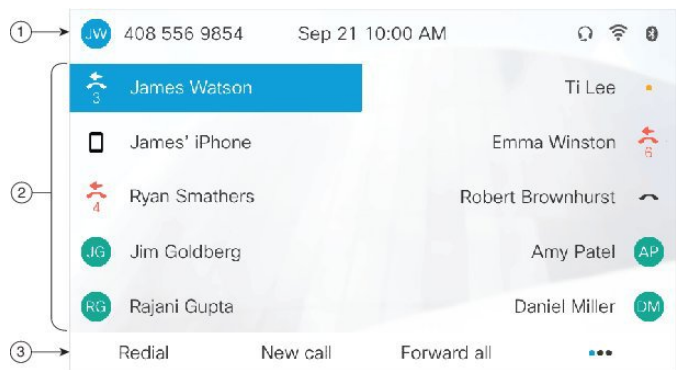 1 JW 408 556 9854 Sep 21 10:00 AM
3 James Watson Ti Lee
James' iPhone Emma Winston 6
2 4 Ryan Smathers Robert Brownhurst
JG Jim Goldberg Amy Patel AP
RG Rajani Gupta Daniel Miller DM
3 Redial New call Forward all